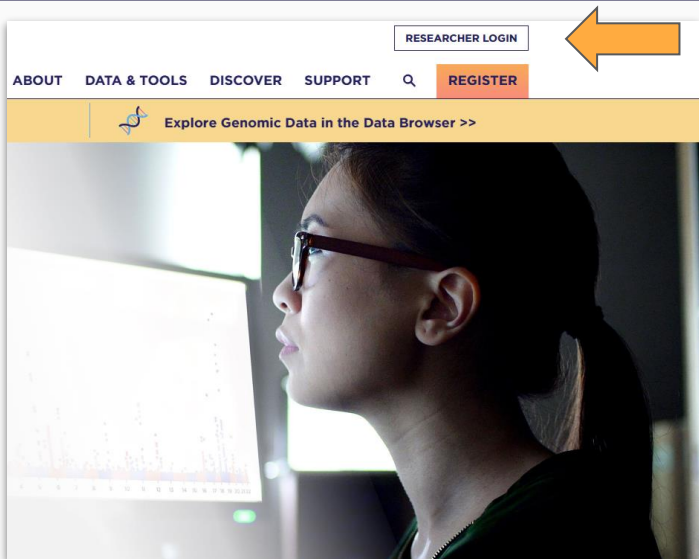 RESEARCHER LOGIN
ABOUT DATA & TOOLS DISCOVER SUPPORT REGISTER
Explore Genomic Data in the Data Browser >>